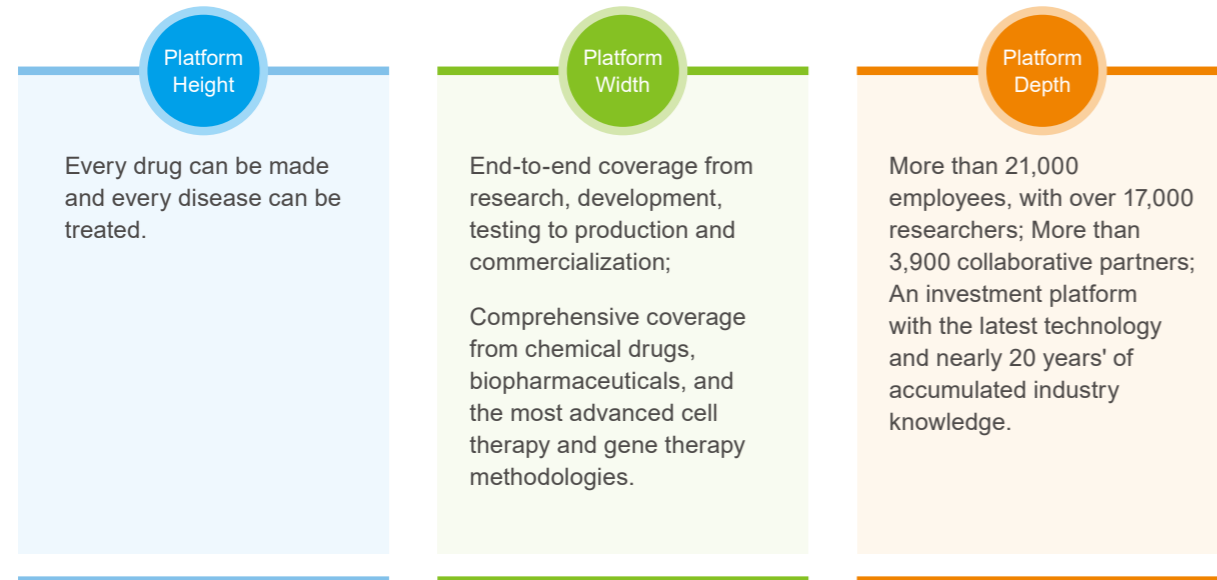 Platform
Height
Every drug can be made
and every disease can be
treated.
Platform
Width
End-to-end coverage from
research, development,
testing to production and
commercialization;
Comprehensive coverage
from chemical drugs,
biopharmaceuticals, and
the most advanced cell
therapy and gene therapy
methodologies.
Platform
Depth
More than 21,000
employees, with over 17,000
researchers; More than
3,900 collaborative partners;
An investment platform
with the latest technology
and nearly 20 years' of
accumulated industry
knowledge.